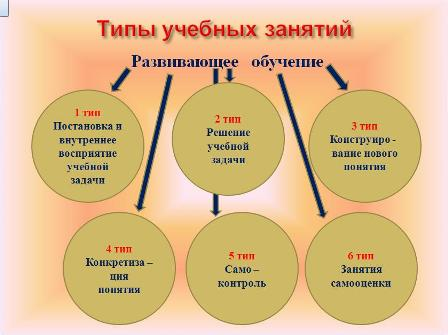 Типы учебных занятий
Развивающее обучение
1 тип
Постановка и
внутреннее
восприятие
учебной
задачи
2 тип
Решение
учебной
задачи
3 тип
Конструиро -
вание нового
понятия
4 тип
Конкретиза –
ция
понятия
5 тип
Само –
контроль
6 тип
Занятия
самооценки